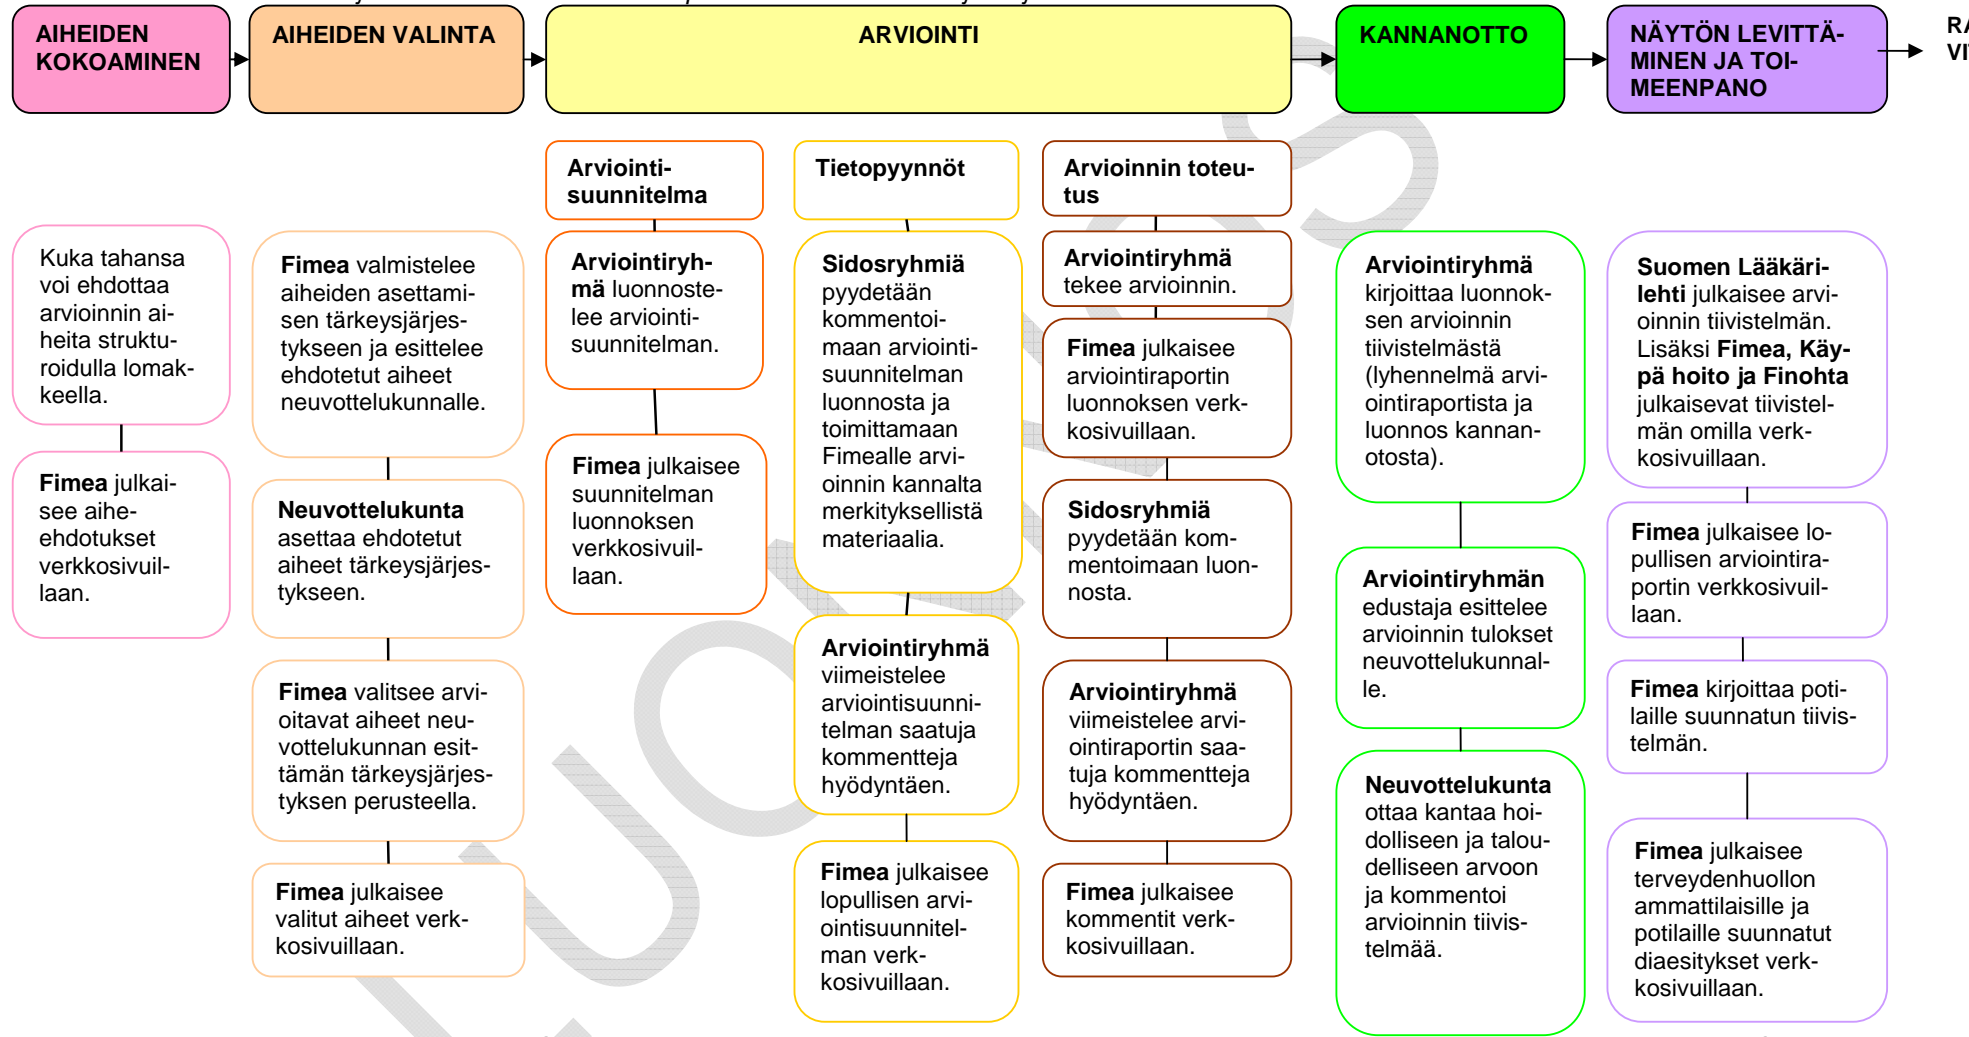 AIHEIDEN
KOKOAMINEN
AIHEIDEN VALINTA
ARVIOINTI
KANNANOTTO
NÄYTÖN LEVITTÄ-
MINEN JA TOI-
MEENPANO
Kuka tahansa
voi ehdottaa
arvioinnin ai-
heita struktu-
roidulla lomak-
keella.
Fimea julkai-
see aihe-
ehdotukset
verkkosivuil-
laan.
Fimea valmistelee
aiheiden asettami-
sen tärkeysjärjes-
tykseen ja esittelee
ehdotetut aiheet
neuvottelukunnalle.
Neuvottelukunta
asettaa ehdotetut
aiheet tärkeysjärjes-
tykseen.
Fimea valitsee arvi-
oitavat aiheet neu-
vottelukunnan esit-
tämän tärkeysjärjes-
tyksen perusteella.
Fimea julkaisee
valitut aiheet verk-
kosivuillaan.
Arviointi-
suunnitelma
Arviointiryh-
mä luonnoste-
lee arviointi-
suunnitelman.
Fimea julkaisee
suunnitelman
luonnoksen
verkkosivuil-
laan.
Tietopyynnöt
Sidosryhmiä
pyydetään
kommentoi-
maan arviointi-
suunnitelman
luonnosta ja
toimittamaan
Fimealle arvi-
oinnin kannalta
merkityksellistä
materiaalia.
Arviointiryhmä
viimeistelee
arviointisuunni-
telman saatuja
kommentteja
hyödyntäen.
Fimea julkaisee
lopullisen arvi-
ointisuunnitel-
man verk-
kosivuillaan.
Arvioinnin toteu-
tus
Arviointiryhmä
tekee arvioinnin.
Fimea julkaisee
arviointiraportin
luonnoksen verk-
kosivuillaan.
Sidosryhmiä
pyydetään kom-
mentoimaan luon-
nosta.
Arviointiryhmä
viimeistelee arvi-
ointiraportin saa-
tuja kommentteja
hyödyntäen.
Fimea julkaisee
kommentit verk-
kosivuillaan.
Arviointiryhmä
kirjoittaa luonnok-
sen arvioinnin
tiivistelmästä
(lyhennelmä arvi-
ointiraportista ja
luonnos kannan-
otosta).
Arviointiryhmän
edustaja esittelee
arvioinnin tulokset
neuvottelukunnal-
le.
Neuvottelukunta
ottaa kantaa hoi-
dolliseen ja talou-
delliseen arvoon
ja kommentoi
arvioinnin tiivis-
telmää.
Suomen Lääkäri-
lehti julkaisee arvi-
oinnin tiivistelmän.
Lisäksi Fimea, Käy-
pä hoito ja Finohta
julkaisevat tiivistel-
män omilla verk-
kosivuillaan.
Fimea julkaisee lo-
pullisen arviointira-
portin verkkosivuil-
laan.
Fimea kirjoittaa poti-
laille suunnatun tiivis-
telmän.
Fimea julkaisee
terveydenhuollon
ammattilaisille ja
potilaille suunnatut
diaesitykset verk-
kosivuillaan.